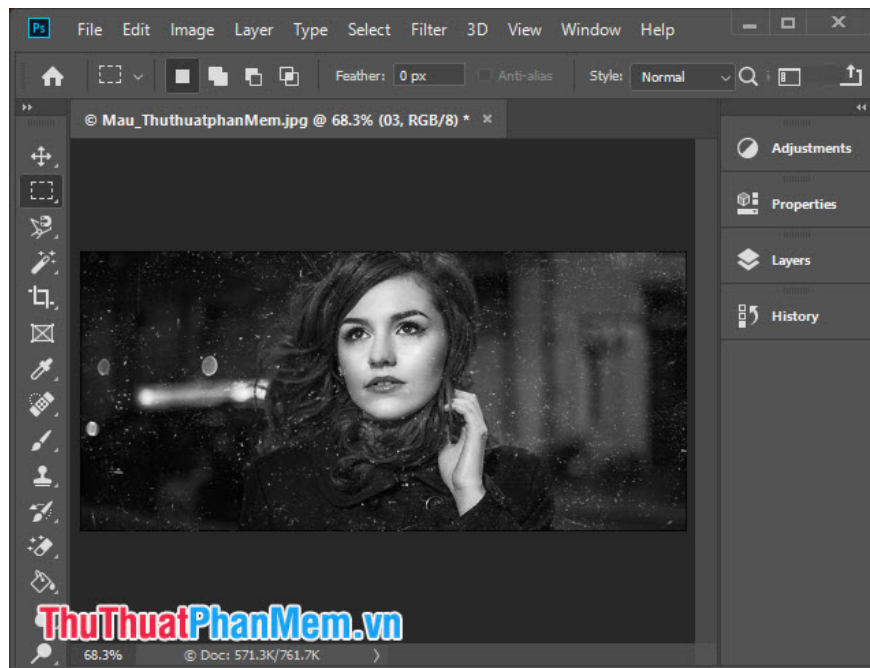 Ps File Edit Image Layer Type Select Filter 3D View Window Help
Feather: 0 px Anti-alias Style: Normal
© Mau_ThuthuatphanMem.jpg @ 68.3% (03, RGB/8) * ×
Adjustments
Properties
Layers
History
ThuThuatPhanMem.vn
68.3% © Doc: 571.3K/761.7K